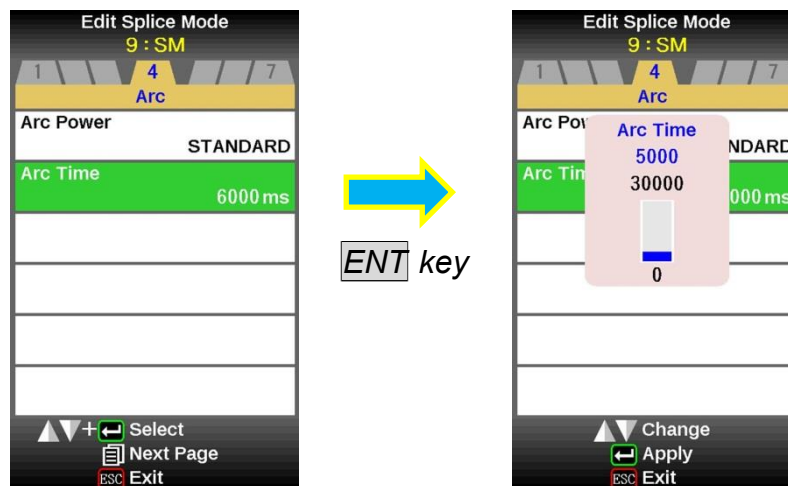 Edit Splice Mode
9 : SM
1
4
7
Arc
Arc Power
STANDARD
Arc Time
6000 ms
+ Select
Next Page
ESC Exit
ENT key
Edit Splice Mode
9 : SM
1
4
7
Arc
Arc Pow
NDARD
Arc Tim
000 ms
Arc Time
5000
30000
0
Change
Apply
ESC Exit